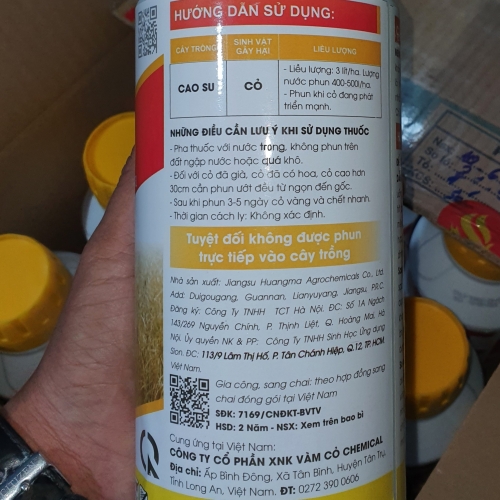 HƯỚNG DẪN SỬ DỤNG:
CÂY TRỒNG
SINH VẬT GÂY HẠI
LIỀU LƯỢNG
CAO SU
CỎ
- Liều lượng: 3 lít/ha. Lượng
nước phun 400-500l/ha.
- Phun khi cỏ đang phát
triển mạnh.
NHỮNG ĐIỀU CẦN LƯU Ý KHI SỬ DỤNG THUỐC
- Pha thuốc với nước trong, không phun trên
đất ngập nước hoặc quá khô.
- Đối với cỏ đã già, cỏ đã có hoa, cỏ cao hơn
30cm cần phun ướt đều từ ngọn đến gốc.
- Sau khi phun 3-5 ngày cỏ vàng và chết nhanh.
- Thời gian cách ly: Không xác định.
Tuyệt đối không được phun
trực tiếp vào cây trồng
Nhà sản xuất: Jiangsu Huangma Agrochemicals Co., Ltd.
Add: Duigougang, Guannan, Lianyuyang, Jiangsu, P.R.C.
Đăng ký: Công Ty TNHH TCT Hà Nội. ĐC: Số 1A Ngách
143/269 Nguyễn Chính, P. Thịnh Liệt, Q. Hoàng Mai, Hà
Nội. Ủy quyền NK & PP: Công Ty TNHH Sinh Học Ứng dụng
Sion. ĐC: 113/9 Lâm Thị Hố, P. Tân Chánh Hiệp, Q.12, TP. HCM
Việt Nam.
Gia công, sang chai: theo hợp đồng sang
chai đóng gói tại Việt Nam
SĐK: 7169/CNĐKT-BVTV
HSD: 2 Năm - NSX: Xem trên bao bì
Cung ứng tại Việt Nam:
CÔNG TY CỔ PHẦN XNK VÀM CỎ CHEMICAL
Địa chỉ: Ấp Bình Đông, Xã Tân Bình, Huyện Tân Trụ,
Tỉnh Long An, Việt Nam. ĐT: 0272 390 0606